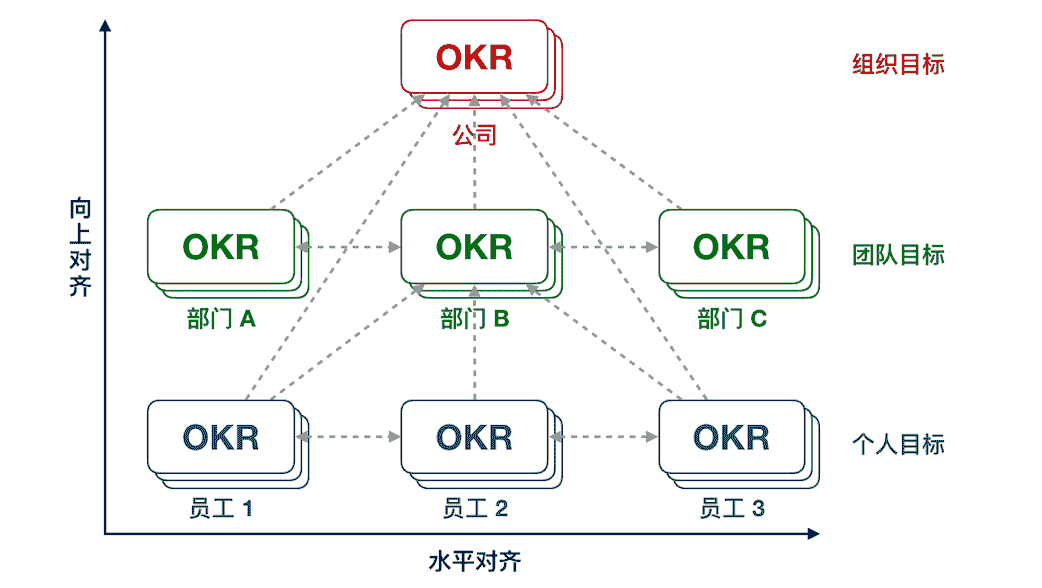 OKR
组织目标
公司
向上对齐
OKR
OKR
OKR
团队目标
部门 A
部门 B
部门 C
OKR
OKR
OKR
个人目标
员工 1
员工 2
员工 3
水平对齐